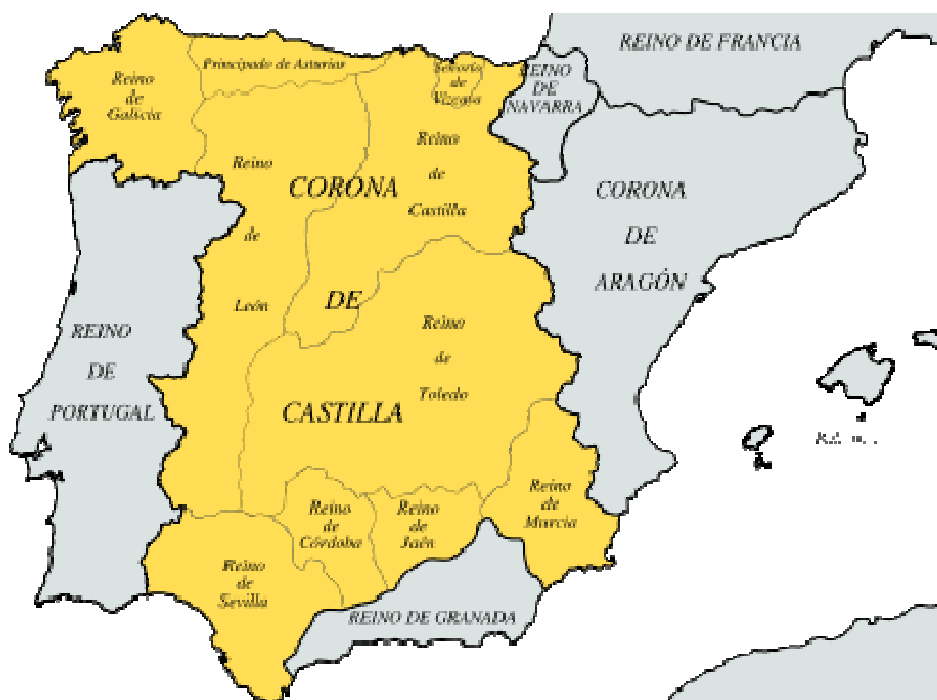 REINO DE FRANCIA
Principado de Asturias
Señorío
de
Vizcaya
REINO
DE
NAVARRA
Reino
de
Galicia
Reino
de
León
Reino
de
Castilla
CORONA
DE
CASTILLA
CORONA
DE
ARAGÓN
REINO
DE
PORTUGAL
Reino
de
Toledo
Reino
de
Murcia
Reino
de
Córdoba
Reino
de
Jaén
Reino
de
Sevilla
REINO DE GRANADA